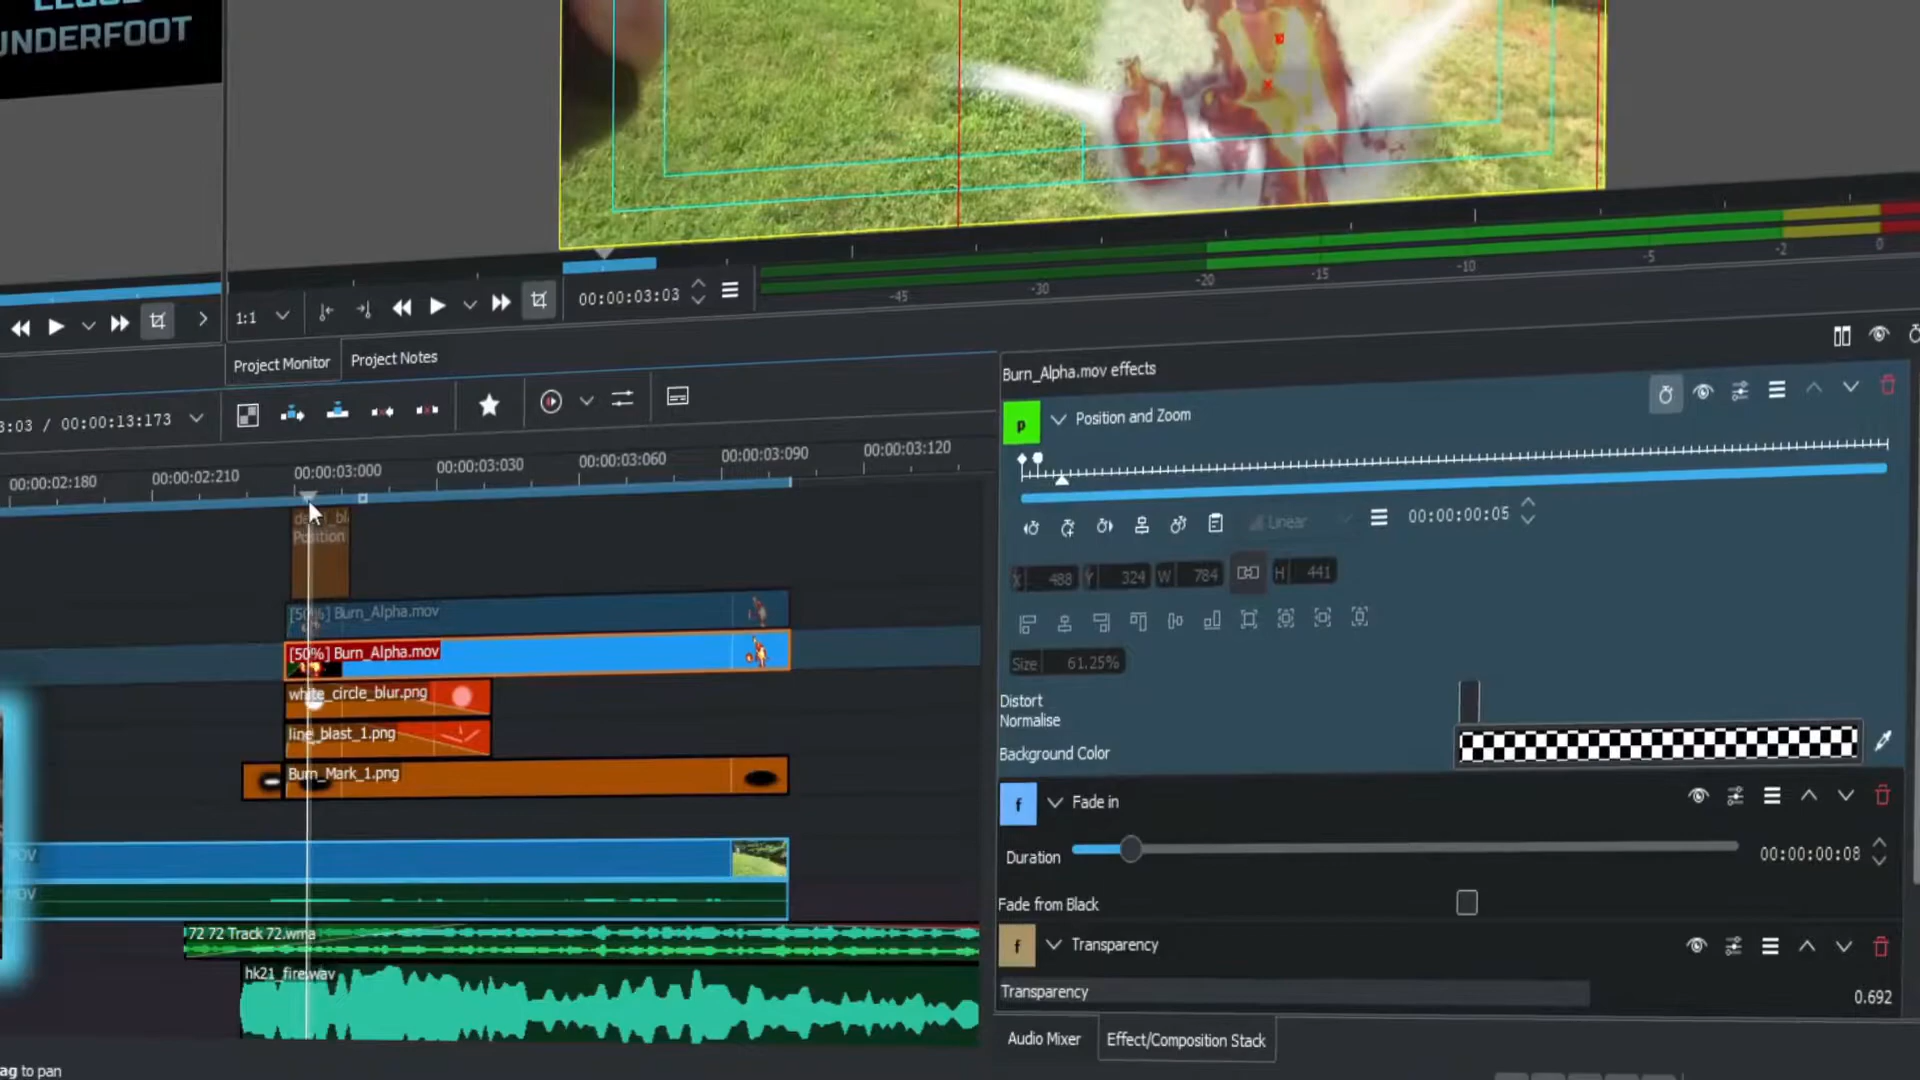 UNDERFOOT
-45
-30
-20
-15
-10
-5
-2
0
1:1
00:00:03:03
Project Monitor
Project Notes
3:03 / 00:00:13:173
00:00:02:180
00:00:02:210
00:00:03:000
00:00:03:030
00:00:03:060
00:00:03:090
00:00:03:120
Position
[50%] Burn_Alpha.mov
[50%] Burn_Alpha.mov
white_circle_blur.png
line_blast_1.png
Burn_Mark_1.png
MOV
MOV
72 72 Track 72.wma
hk21_fire.wav
ag to pan
Burn_Alpha.mov effects
p
Position and Zoom
Linear
00:00:00:05
X 488 Y 324 W 784 H 441
Size 61.25%
Distort
Normalise
Background Color
f
Fade in
Duration
00:00:00:08
Fade from Black
f
Transparency
Transparency
0.692
Audio Mixer
Effect/Composition Stack